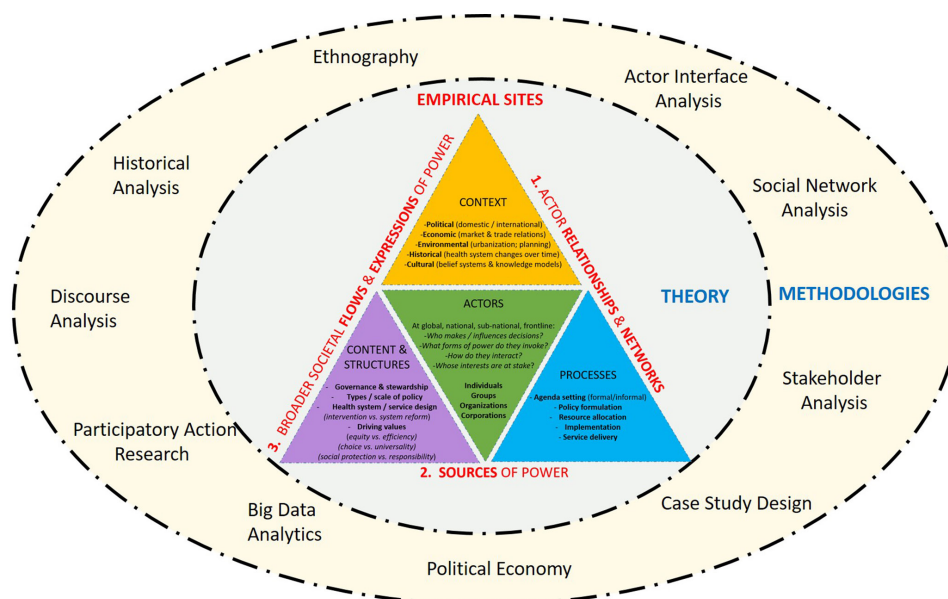 Ethnography
Actor Interface
Analysis
EMPIRICAL SITES
Historical
Analysis
Social Network
Analysis
Discourse
Analysis
THEORY
METHODOLOGIES
Stakeholder
Analysis
Participatory Action
Research
Big Data
Analytics
Case Study Design
Political Economy
1. ACTOR RELATIONSHIPS & NETWORKS
2. SOURCES OF POWER
3. BROADER SOCIETAL FLOWS & EXPRESSIONS OF POWER
CONTEXT
-Political (domestic / international)
-Economic (market & trade relations)
-Environmental (urbanization; planning)
-Historical (health system changes over time)
-Cultural (belief systems & knowledge models)
ACTORS
At global, national, sub-national, frontline:
-Who makes / influences decisions?
-What forms of power do they invoke?
-How do they interact?
-Whose interests are at stake?
Individuals
Groups
Organizations
Corporations
CONTENT &
STRUCTURES
- Governance & stewardship
- Types / scale of policy
- Health system / service design
(intervention vs. system reform)
- Driving values
(equity vs. efficiency)
(choice vs. universality)
(social protection vs. responsibility)
PROCESSES
-Agenda setting (formal/informal)
- Policy formulation
- Resource allocation
- Implementation
- Service delivery